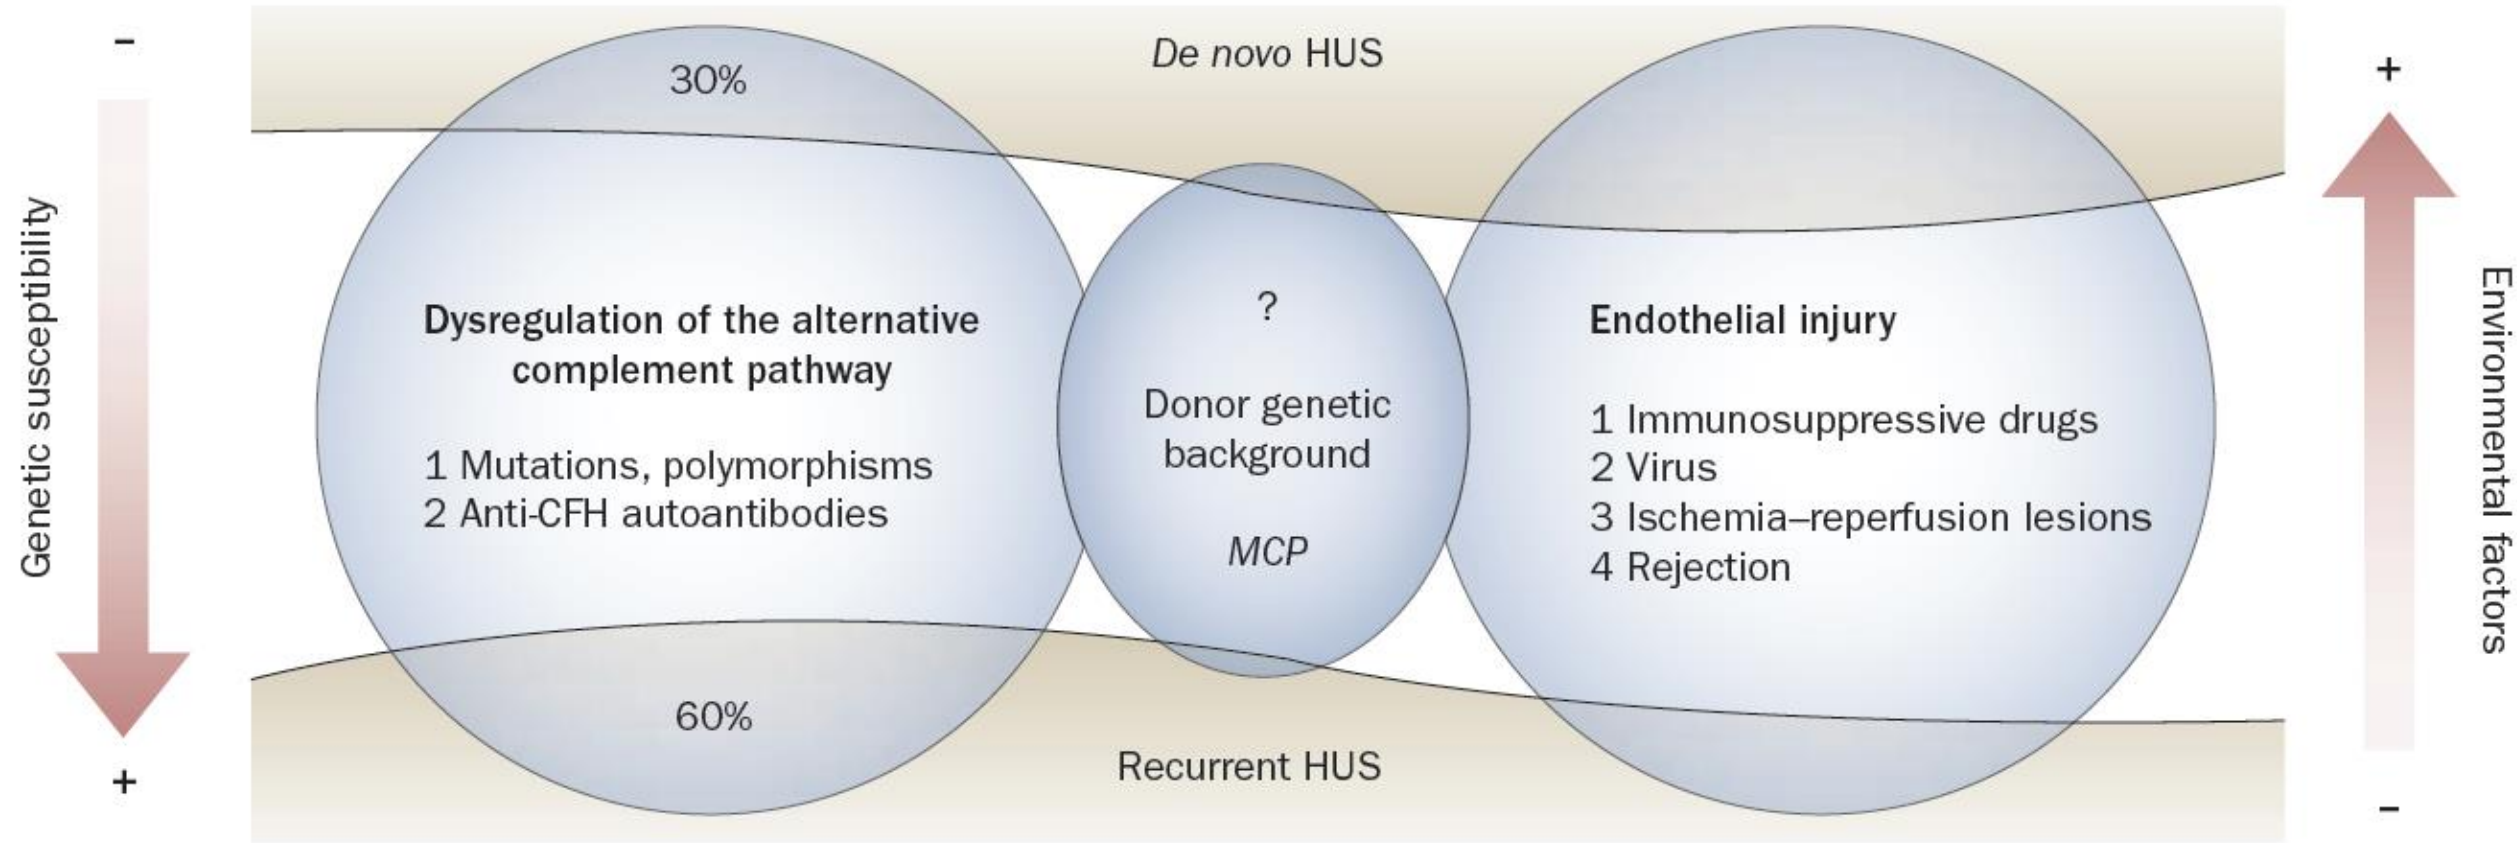 –
Genetic susceptibility
+
De novo HUS
30%
Dysregulation of the alternative
complement pathway
1 Mutations, polymorphisms
2 Anti-CFH autoantibodies
60%
?
Donor genetic
background
MCP
Endothelial injury
1 Immunosuppressive drugs
2 Virus
3 Ischemia–reperfusion lesions
4 Rejection
Recurrent HUS
+
Environmental factors
–